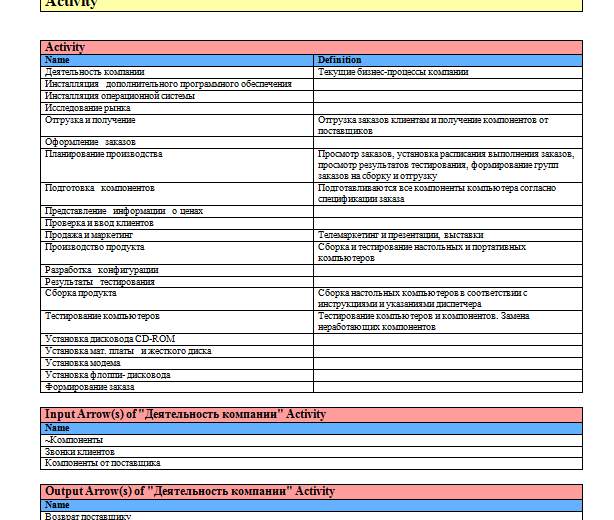 Activity
Activity
Name Definition
Деятельность компании Текущие бизнес-процессы компании
Инсталляция дополнительного программного обеспечения
Инсталляция операционной системы
Исследование рынка
Отгрузка и получение Отгрузка заказов клиентам и получение компонентов от
поставщиков
Оформление заказов
Планирование производства Просмотр заказов, установка расписания выполнения заказов,
просмотр результатов тестирования, формирование групп
заказов на сборку и отгрузку
Подготовка компонентов Подготавливаются все компоненты компьютера согласно
спецификации заказа
Представление информации о ценах
Проверка и ввод клиентов
Продажа и маркетинг Телемаркетинг и презентации, выставки
Производство продукта Сборка и тестирование настольных и портативных
компьютеров
Разработка конфигурации
Результаты тестирования
Сборка продукта Сборка настольных компьютеров в соответствии с
инструкциями и указаниями диспетчера
Тестирование компьютеров Тестирование компьютеров и компонентов. Замена
неработающих компонентов
Установка дисковода CD-ROM
Установка мат. платы и жесткого диска
Установка модема
Установка флоппи- дисковода
Формирование заказа
Input Arrow(s) of "Деятельность компании" Activity
Name
~Компоненты
Звонки клиентов
Компоненты от поставщика
Output Arrow(s) of "Деятельность компании" Activity
Name
Возврат поставщику